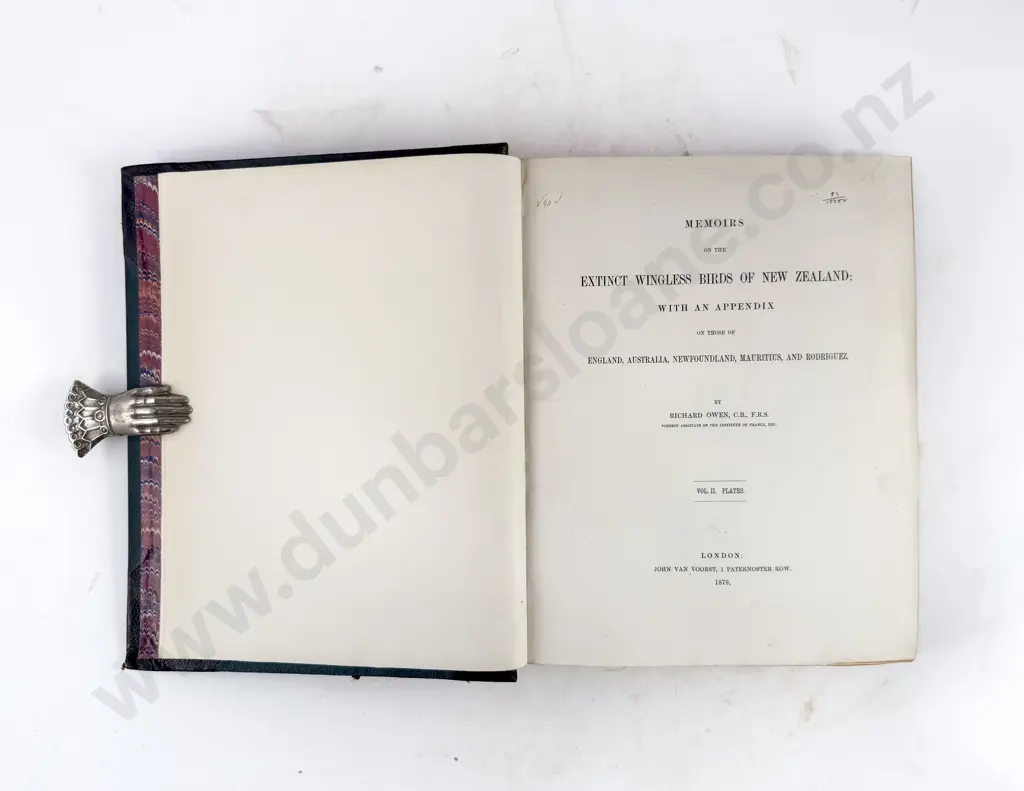 MEMOIRS
ON THE
EXTINCT WINGLESS BIRDS OF NEW ZEALAND;
WITH AN APPENDIX
ON THOSE OF
ENGLAND, AUSTRALIA, NEWFOUNDLAND, MAURITIUS, AND RODRIGUEZ.
BY
RICHARD OWEN, C.B., F.R.S.
FOREIGN ASSOCIATE OF THE INSTITUTE OF FRANCE, ETC.
VOL. II. PLATES.
LONDON:
JOHN VAN VOORST, 1 PATERNOSTER ROW.
1879.
www.dunbarsloane.co.nz